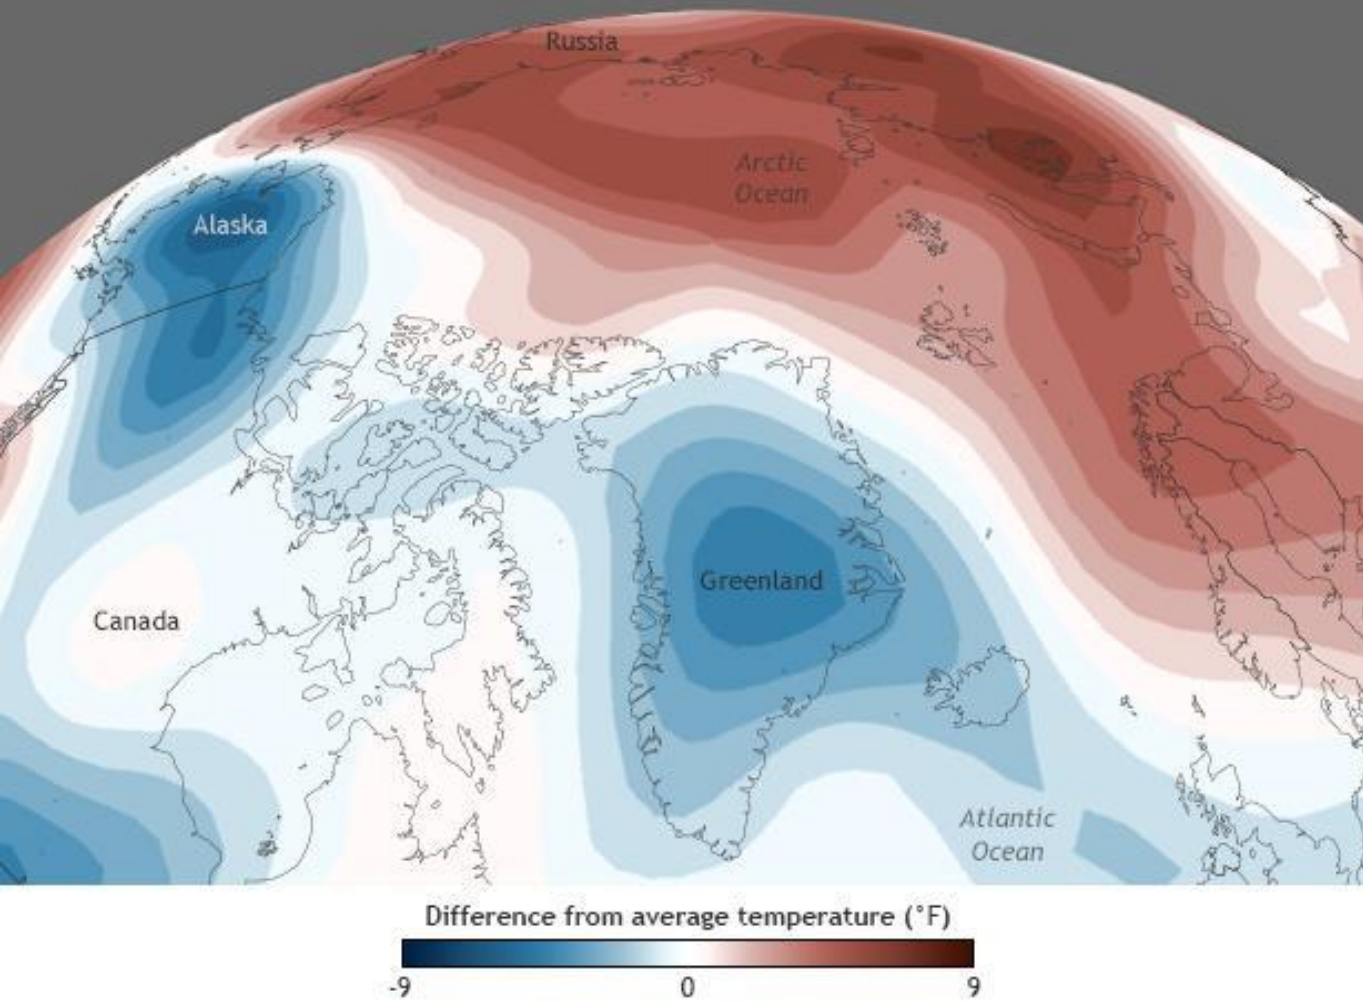 Russia
Arctic
Ocean
Alaska
Greenland
Canada
Atlantic
Ocean
Difference from average temperature (°F)
-9 0 9